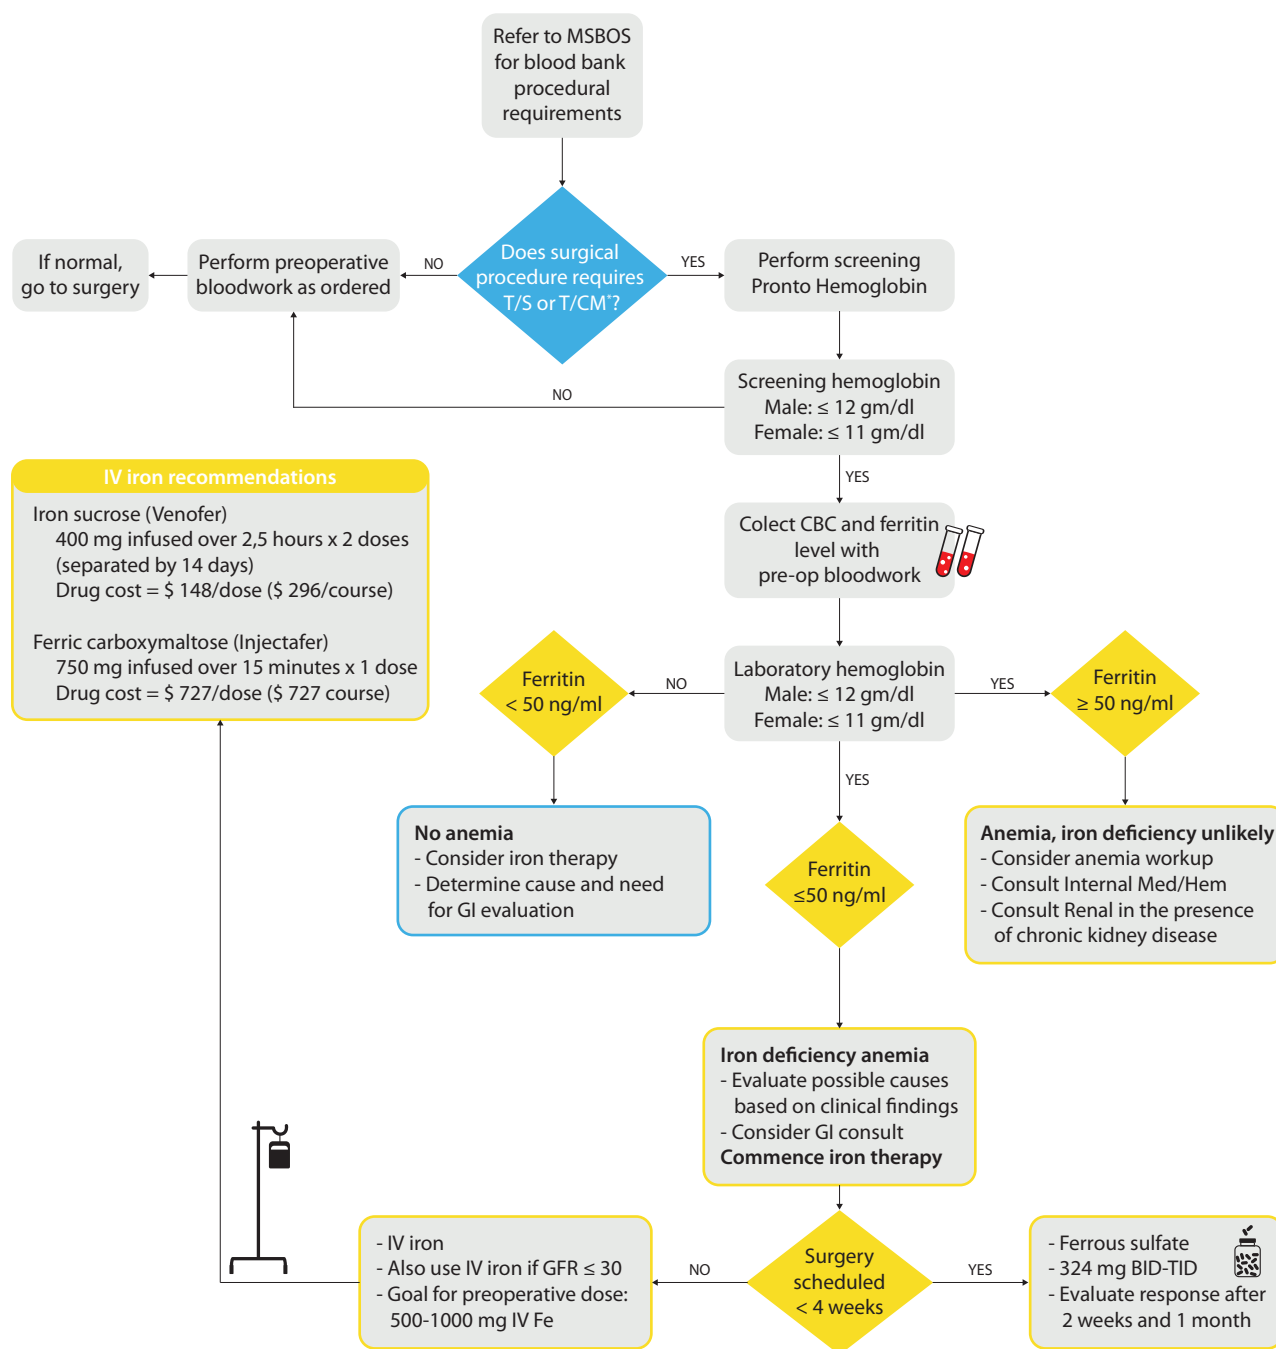 Refer to MSBOS
for blood bank
procedural
requirements
Does surgical
procedure requires
T/S or T/CM*?
NO
YES
Perform preoperative
bloodwork as ordered
If normal,
go to surgery
Perform screening
Pronto Hemoglobin
Screening hemoglobin
Male: ≤ 12 gm/dl
Female: ≤ 11 gm/dl
NO
YES
Colect CBC and ferritin
level with
pre-op bloodwork
Laboratory hemoglobin
Male: ≤ 12 gm/dl
Female: ≤ 11 gm/dl
NO
YES
YES
Ferritin
< 50 ng/ml
Ferritin
≥ 50 ng/ml
No anemia
- Consider iron therapy
- Determine cause and need
for GI evaluation
Ferritin
≤50 ng/ml
Anemia, iron deficiency unlikely
- Consider anemia workup
- Consult Internal Med/Hem
- Consult Renal in the presence
of chronic kidney disease
Iron deficiency anemia
- Evaluate possible causes
based on clinical findings
- Consider GI consult
Commence iron therapy
Surgery
scheduled
< 4 weeks
NO
YES
- IV iron
- Also use IV iron if GFR ≤ 30
- Goal for preoperative dose:
500-1000 mg IV Fe
- Ferrous sulfate
- 324 mg BID-TID
- Evaluate response after
2 weeks and 1 month
IV iron recommendations
Iron sucrose (Venofer)
400 mg infused over 2,5 hours x 2 doses
(separated by 14 days)
Drug cost = $ 148/dose ($ 296/course)
Ferric carboxymaltose (Injectafer)
750 mg infused over 15 minutes x 1 dose
Drug cost = $ 727/dose ($ 727 course)